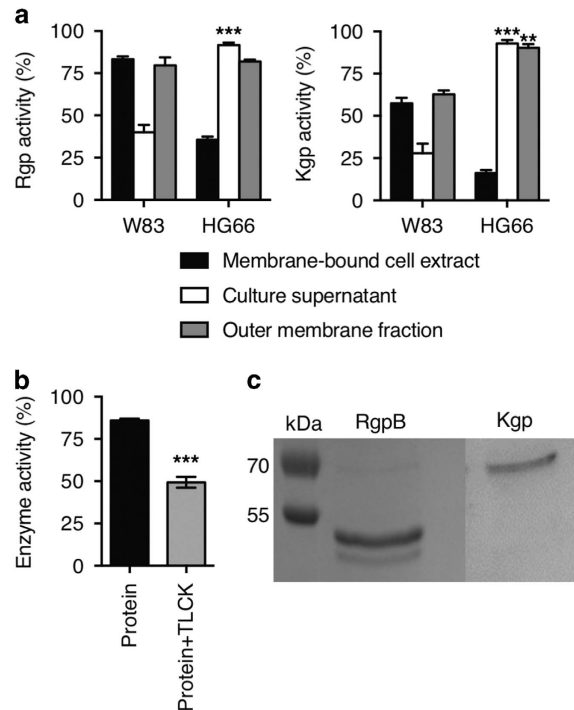 a
Rgp activity (%)
100
75
50
25
0
***
W83
HG66
Kgp activity (%)
100
75
50
25
0
***
**
W83
HG66
Membrane-bound cell extract
Culture supernatant
Outer membrane fraction
b
Enzyme activity (%)
100
75
50
25
0
***
Protein
Protein+TLCK
c
kDa
RgpB
Kgp
70
55